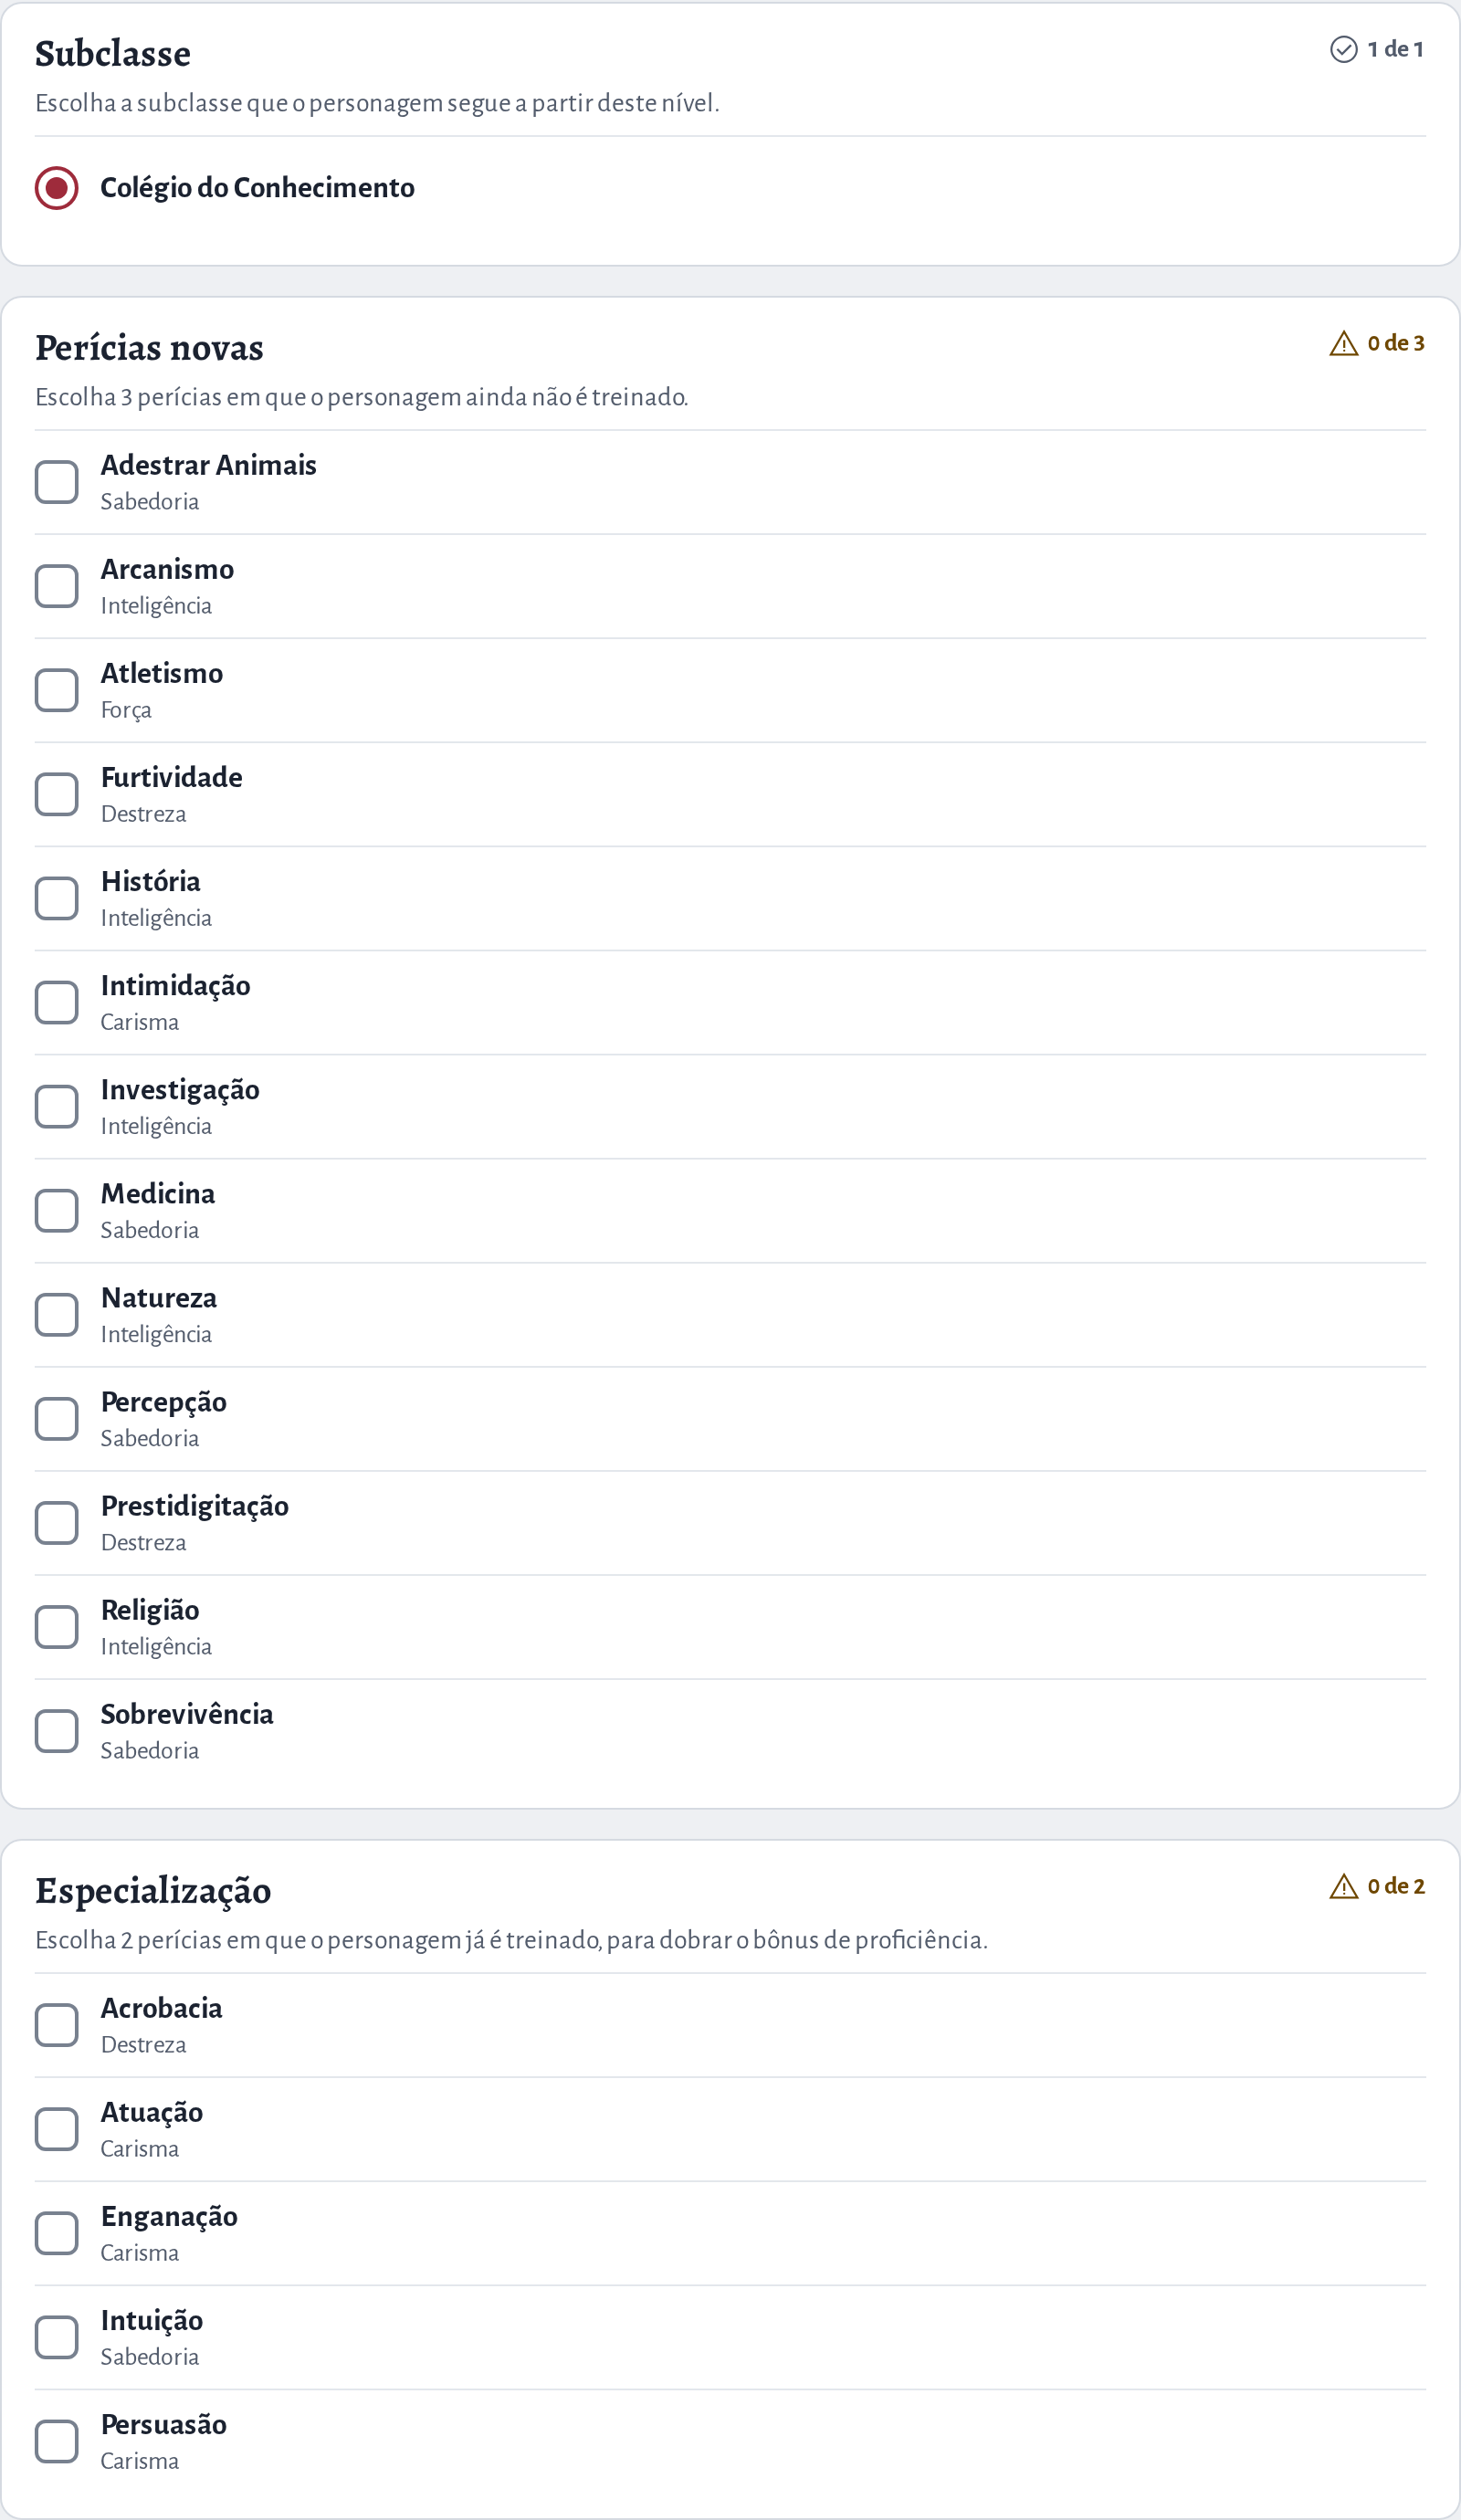 Subclasse
1 de 1
Escolha a subclasse que o personagem segue a partir deste nível.
Colégio do Conhecimento
Perícias novas
0 de 3
Escolha 3 perícias em que o personagem ainda não é treinado.
Adestrar Animais
Sabedoria
Arcanismo
Inteligência
Atletismo
Força
Furtividade
Destreza
História
Inteligência
Intimidação
Carisma
Investigação
Inteligência
Medicina
Sabedoria
Natureza
Inteligência
Percepção
Sabedoria
Prestidigitação
Destreza
Religião
Inteligência
Sobrevivência
Sabedoria
Especialização
0 de 2
Escolha 2 perícias em que o personagem já é treinado, para dobrar o bônus de proficiência.
Acrobacia
Destreza
Atuação
Carisma
Enganação
Carisma
Intuição
Sabedoria
Persuasão
Carisma